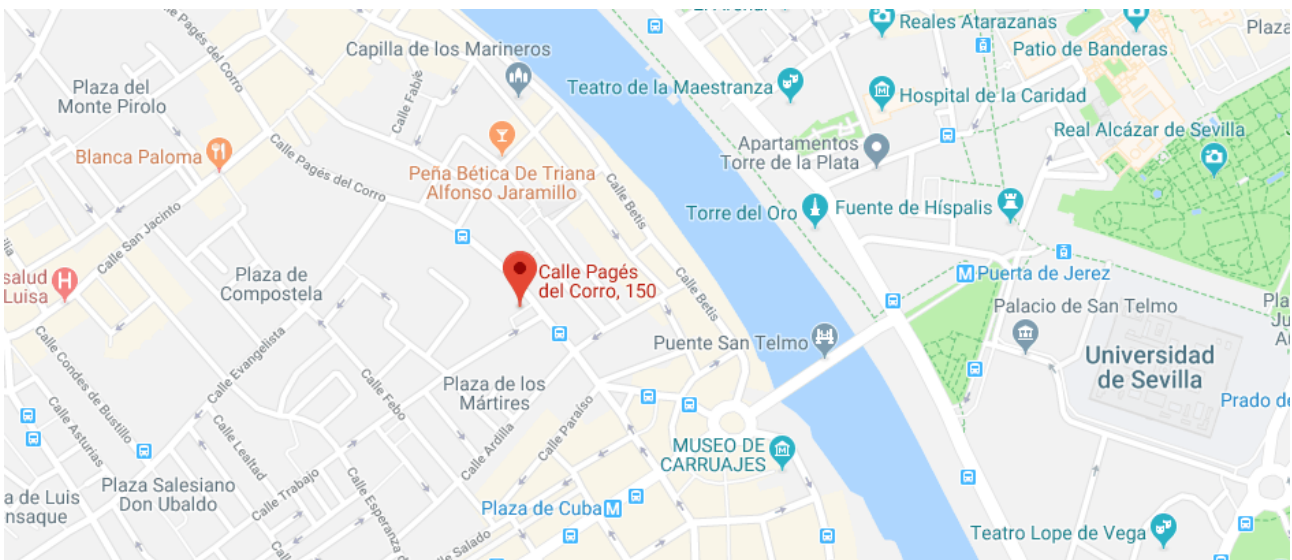 Reales Atarazanas
Plaza
Patio de Banderas
Capilla de los Marineros
Calle Pagés del Corro
Plaza del
Monte Pirolo
Calle Fabié
Teatro de la Maestranza
Hospital de la Caridad
Real Alcázar de Sevilla
Blanca Paloma
Calle Pagés del Corro
Peña Bética De Triana
Alfonso Jaramillo
Apartamentos
Torre de la Plata
Calle Betis
Torre del Oro
Fuente de Híspalis
Calle San Jacinto
salud
Luisa
Plaza de
Compostela
Calle Pagés
del Corro, 150
Calle Betis
Puerta de Jerez
Palacio de San Telmo
Puente San Telmo
Universidad
de Sevilla
Calle Evangelista
Calle Condes de Bustillo
Calle Febo
Plaza de los
Mártires
Prado de
Calle Asturias
Calle Lealtad
Calle Ardilla
Calle Paraíso
MUSEO DE
CARRUAJES
a de Luis
nsaque
Plaza Salesiano
Don Ubaldo
Calle Trabajo
Calle Esperanza
Plaza de Cuba
Calle Salado
Teatro Lope de Vega